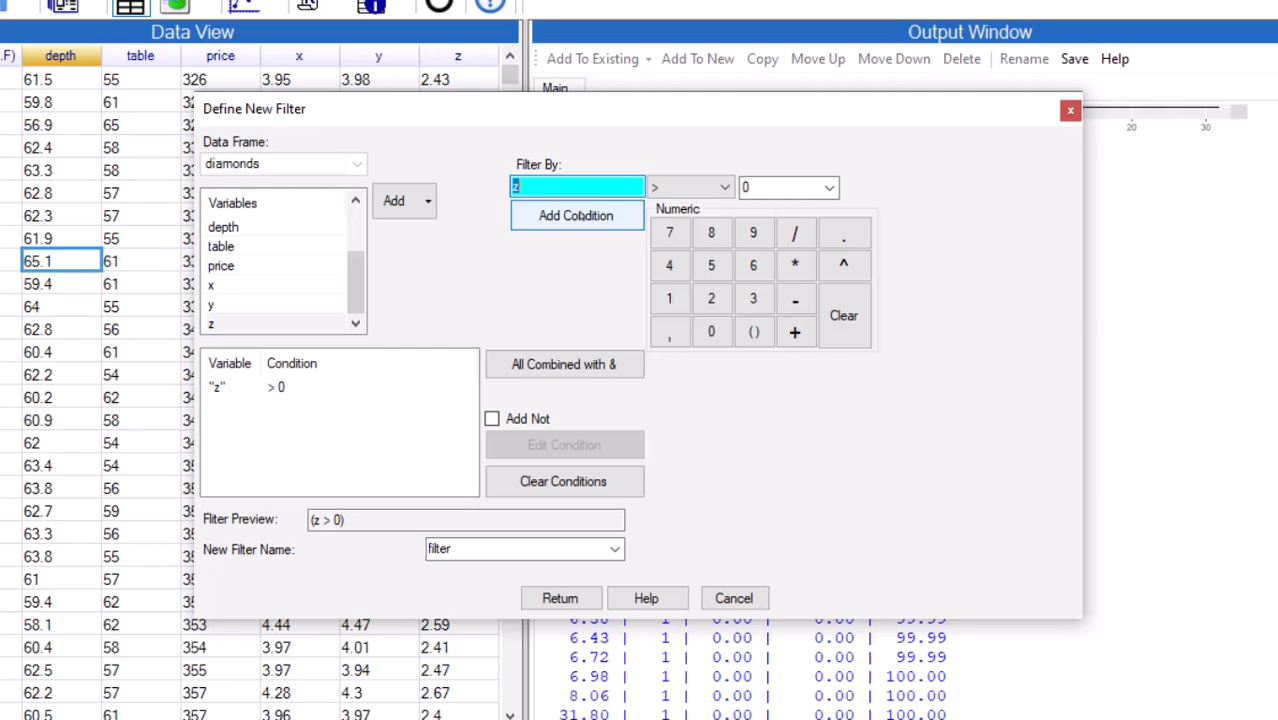 Data View
Output Window
.F) depth table price x y z
Add To Existing Add To New Copy Move Up Move Down Delete Rename Save Help
61.5 55 326 3.95 3.98 2.43
Main
59.8 61
56.9 65
62.4 58
63.3 58
62.8 57
62.3 57
61.9 55
65.1 61
59.4 61
64 55
62.8 56
60.4 61
62.2 54
60.2 62
60.9 58
62 54
63.4 54
63.8 56
62.7 59
63.3 56
63.8 55
61 57
59.4 62
58.1 62 353 4.44 4.47 2.59
60.4 58 354 3.97 4.01 2.41
62.5 57 355 3.97 3.94 2.47
62.2 57 357 4.28 4.3 2.67
60.5 61 357 3.96 3.97 2.4
20 30
Define New Filter
Data Frame:
diamonds
Variables
depth
table
price
x
y
z
Add
Filter By:
z > 0
Add Condition
Numeric
7 8 9 / .
4 5 6 * ^
1 2 3 - Clear
, 0 () +
Variable Condition
"z" > 0
All Combined with &
Add Not
Edit Condition
Clear Conditions
Filter Preview: (z > 0)
New Filter Name: filter
Return Help Cancel
6.43 | 1 | 0.00 | 0.00 | 99.99
6.72 | 1 | 0.00 | 0.00 | 99.99
6.98 | 1 | 0.00 | 0.00 | 100.00
8.06 | 1 | 0.00 | 0.00 | 100.00
31.80 | 1 | 0.00 | 0.00 | 100.00